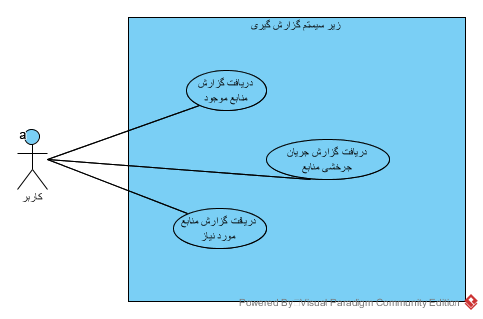 زیر سیستم گزارش گیری
دریافت گزارش
منابع موجود
a
دریافت گزارش جریان
چرخشی منابع
کاربر
دریافت گزارش منابع
مورد نیاز
Powered By Visual Paradigm Community Edition